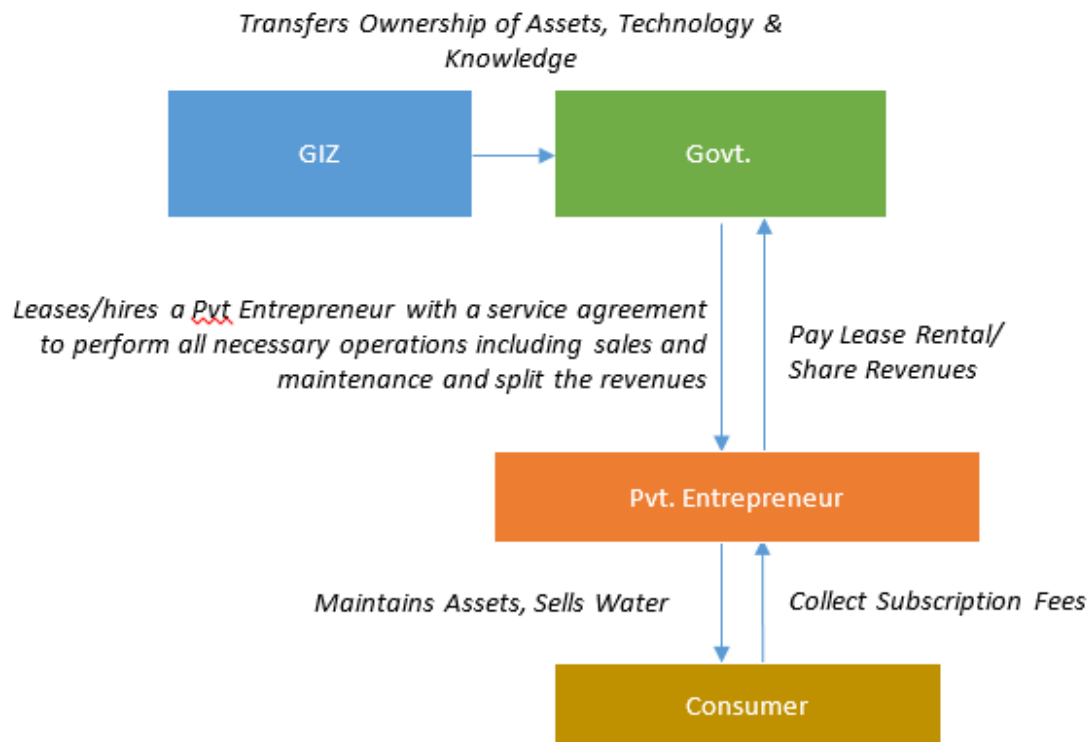 Transfers Ownership of Assets, Technology &
Knowledge
GIZ
Govt.
Leases/hires a Pvt Entrepreneur with a service agreement
to perform all necessary operations including sales and
maintenance and split the revenues
Pay Lease Rental/
Share Revenues
Pvt. Entrepreneur
Maintains Assets, Sells Water
Collect Subscription Fees
Consumer